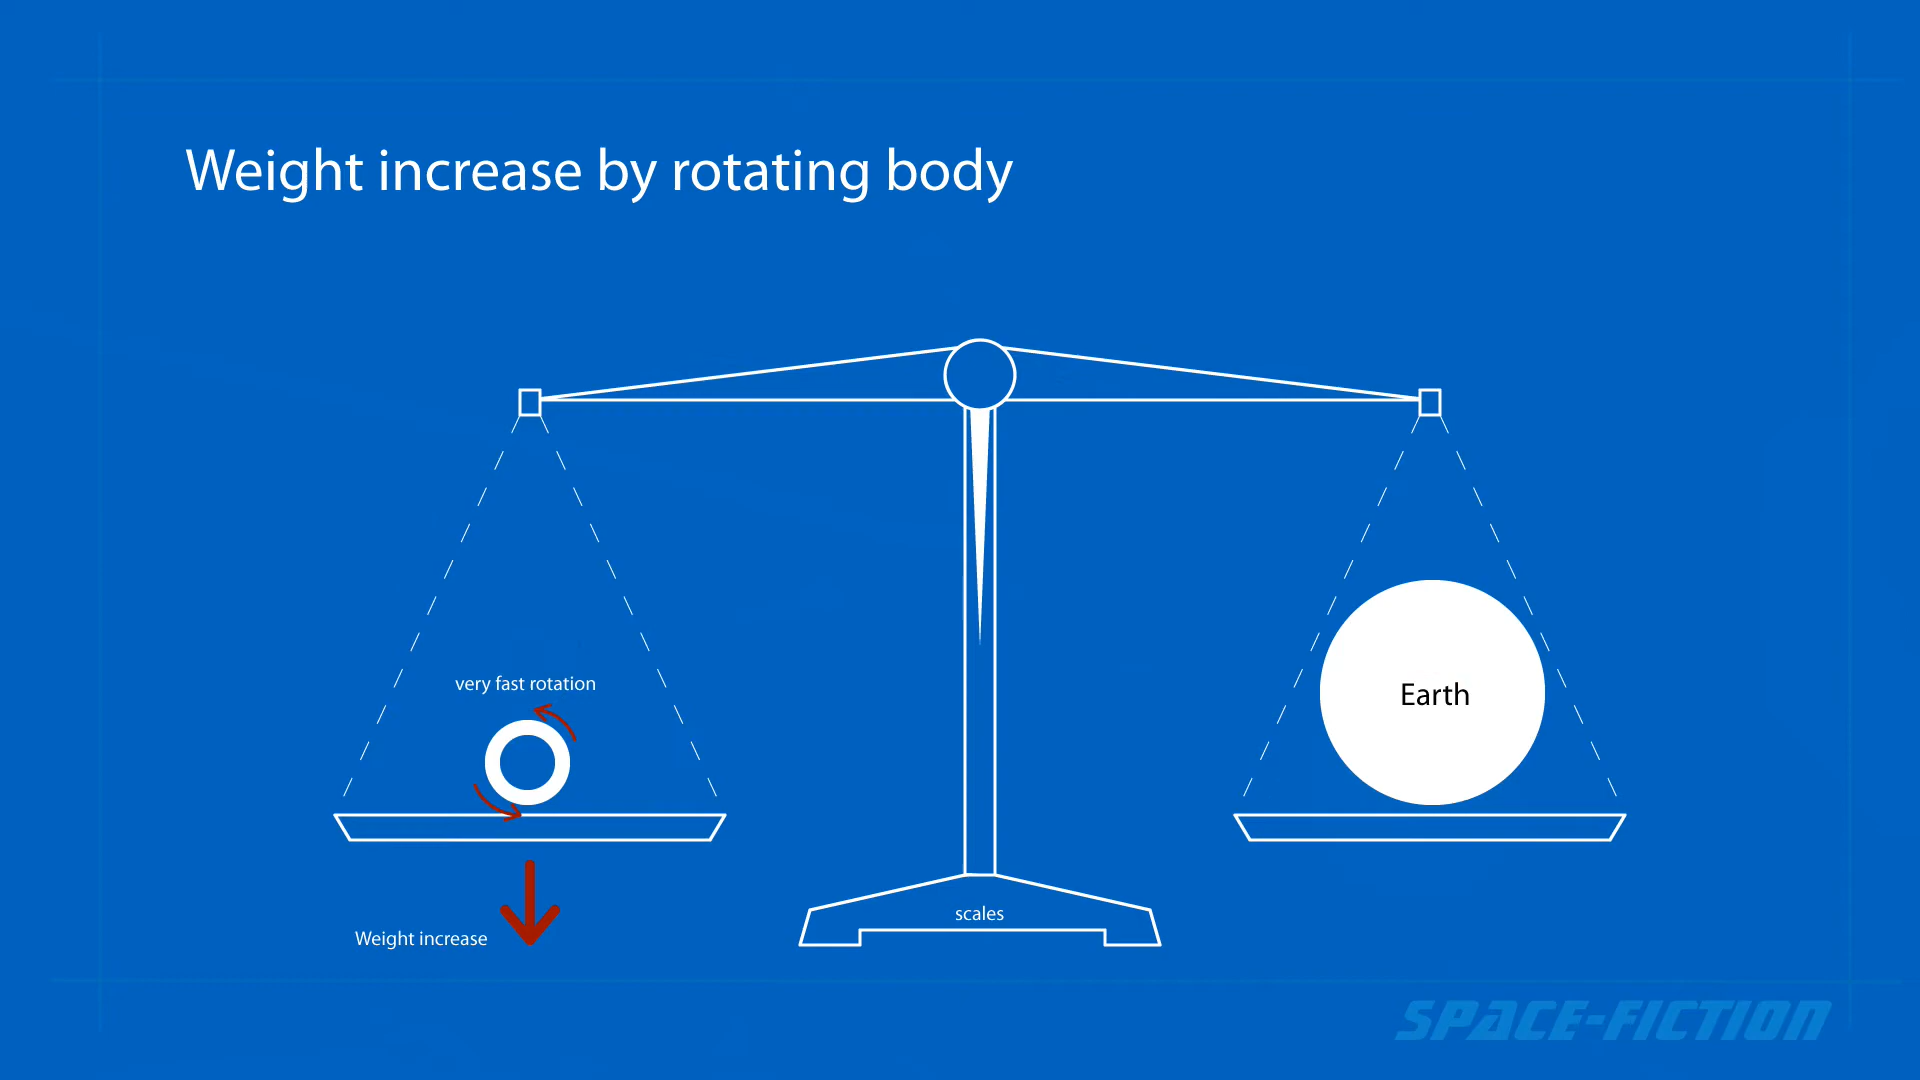 Weight increase by rotating body
very fast rotation
Earth
scales
Weight increase
SPACE-FICTION